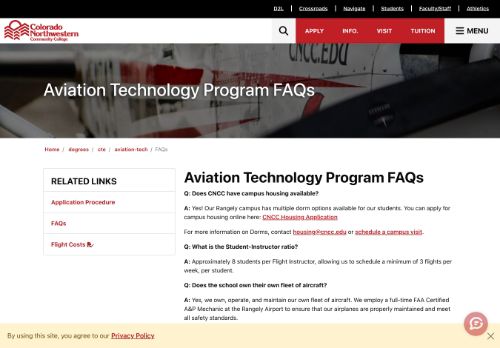 D2L | Crossroads | Navigate | Students | Faculty/Staff | Athletics
Colorado
Northwestern
Community College
APPLY INFO. VISIT TUITION MENU
CNCC.EDU
Aviation Technology Program FAQs
Home / degrees / cte / aviation-tech / FAQs
RELATED LINKS
Application Procedure
FAQs
Flight Costs
Aviation Technology Program FAQs
Q: Does CNCC have campus housing available?
A: Yes! Our Rangely campus has multiple dorm options available for our students. You can apply for
campus housing online here: CNCC Housing Application
For more information on Dorms, contact housing@cncc.edu or schedule a campus visit.
Q: What is the Student-Instructor ratio?
A: Approximately 8 students per Flight Instructor, allowing us to schedule a minimum of 3 flights per
week, per student.
Q: Does the school own their own fleet of aircraft?
A: Yes, we own, operate, and maintain our own fleet of aircraft. We employ a full-time FAA Certified
A&P Mechanic at the Rangely Airport to ensure that our airplanes are properly maintained and meet
all safety standards.
By using this site, you agree to our Privacy Policy